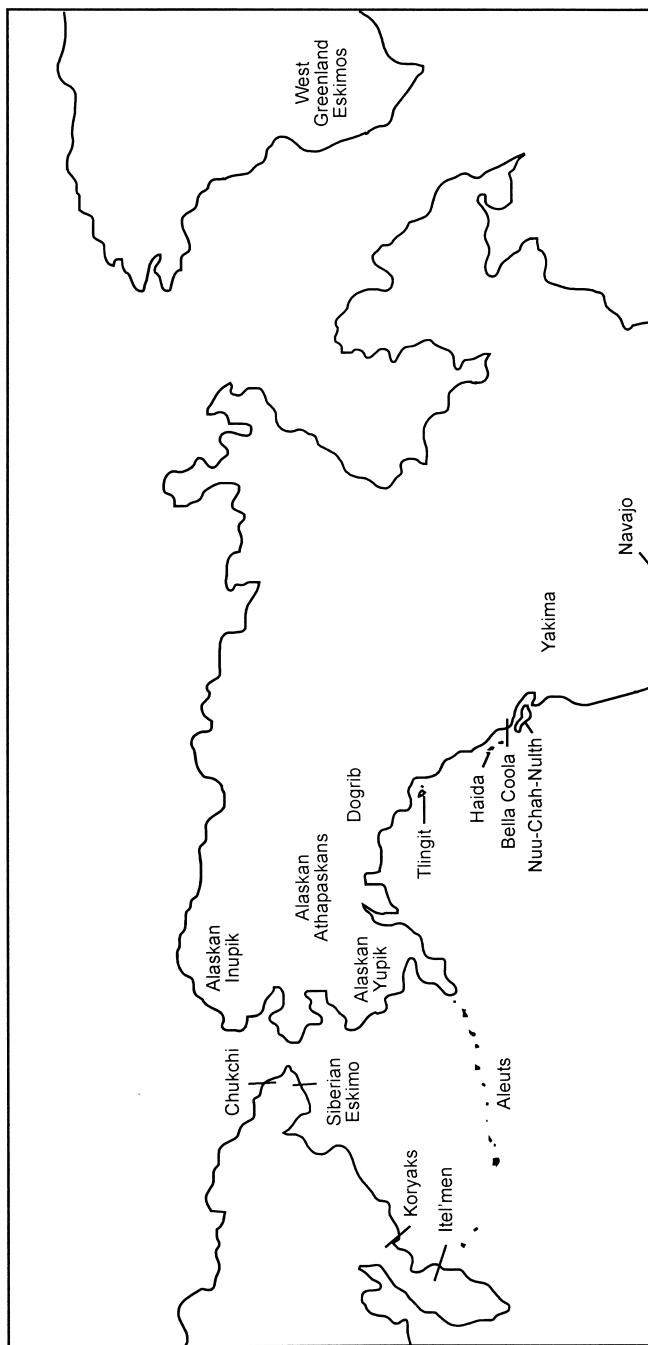 West
Greenland
Eskimos
Navajo
Yakima
Dogrib
Tlingit
Haida
Bella Coola
Nuu-Chah-Nulth
Alaskan
Athapaskans
Alaskan
Inupik
Alaskan
Yupik
Chukchi
Siberian
Eskimo
Aleuts
Koryaks
Itel'men